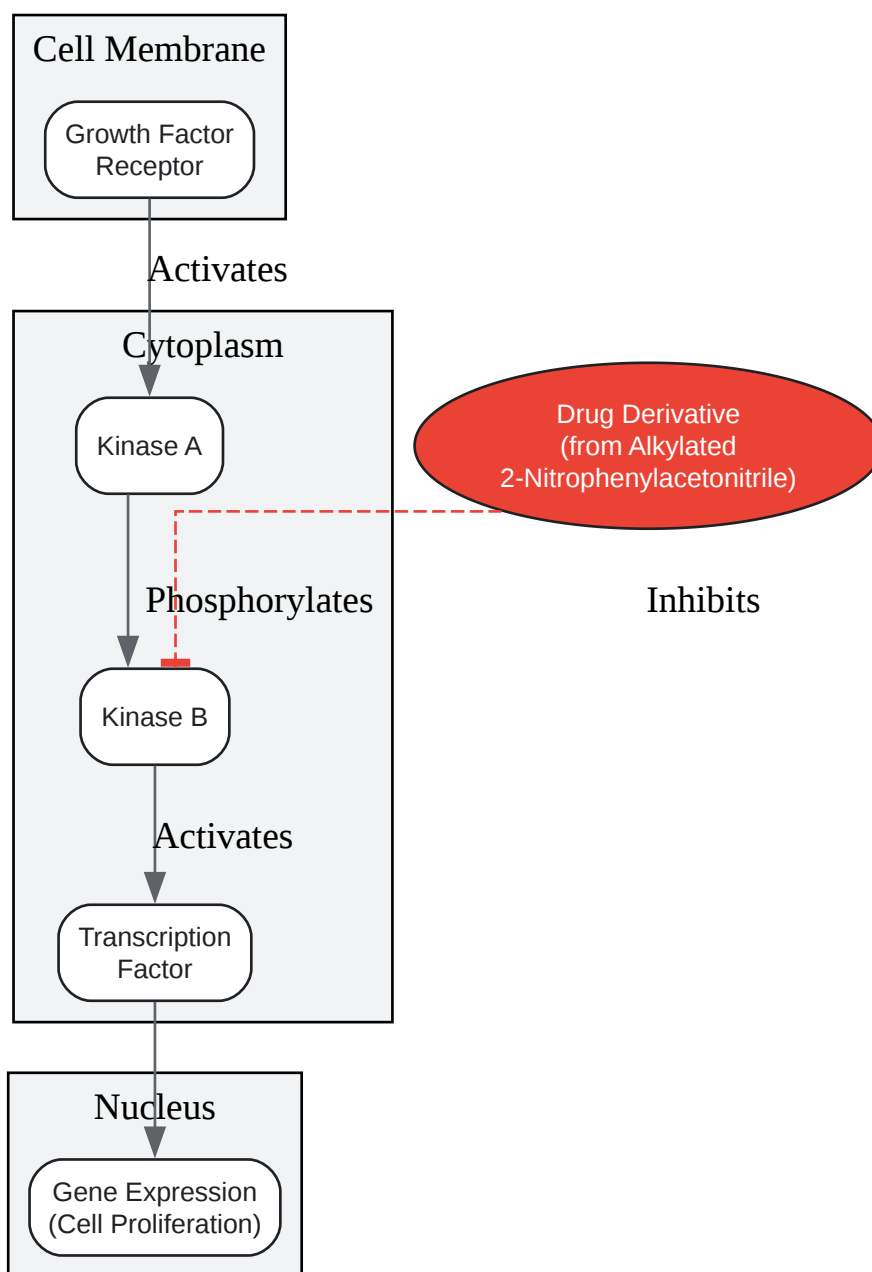 Cell Membrane
Growth Factor
Receptor
Activates
Cytoplasm
Kinase A
Drug Derivative
(from Alkylated
2-Nitrophenylacetonitrile)
Phosphorylates
Inhibits
Kinase B
Activates
Transcription
Factor
Nucleus
Gene Expression
(Cell Proliferation)